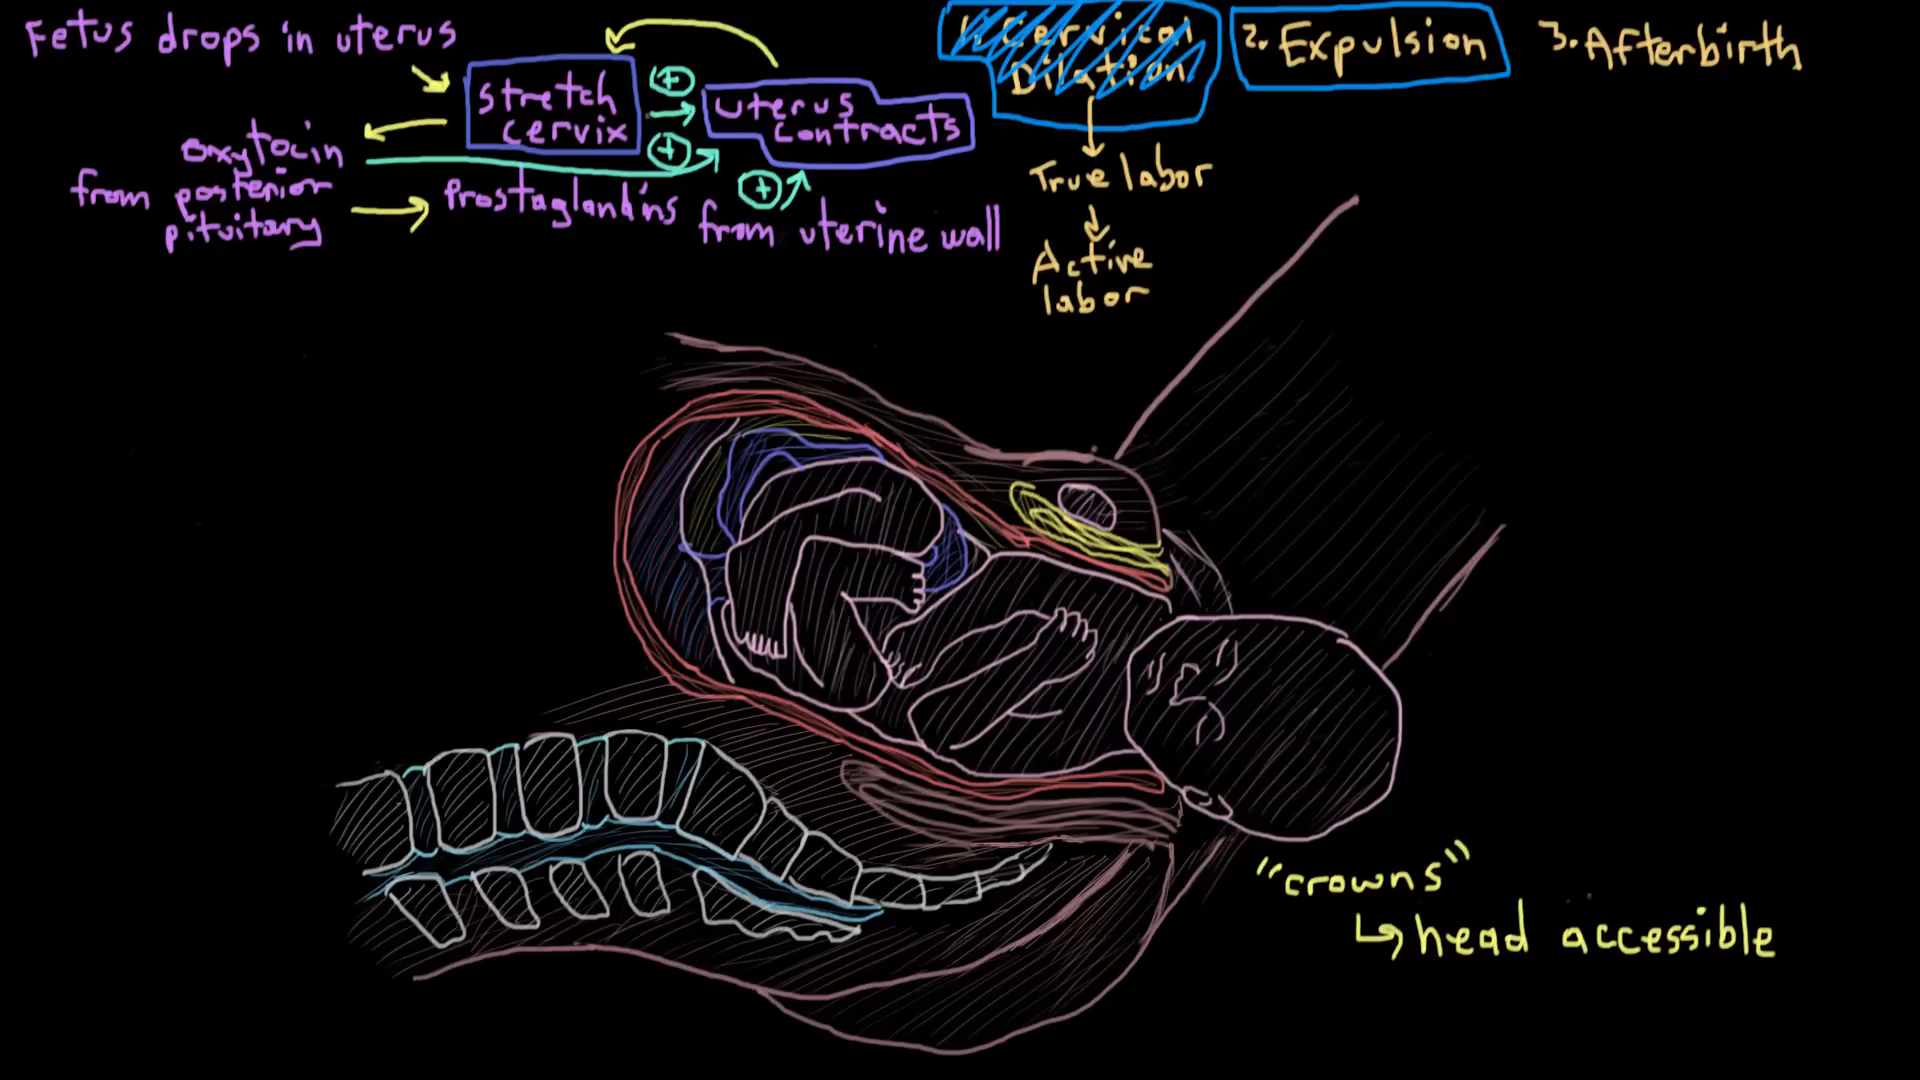 Fetus drops in uterus
stretch
cervix
+
+
uterus
contracts
oxytocin
from posterior
pituitary
Prostaglandins
from uterine wall
+
1. Cervical
Dilation
2. Expulsion
3. Afterbirth
True labor
Active
labor
"crowns"
head accessible